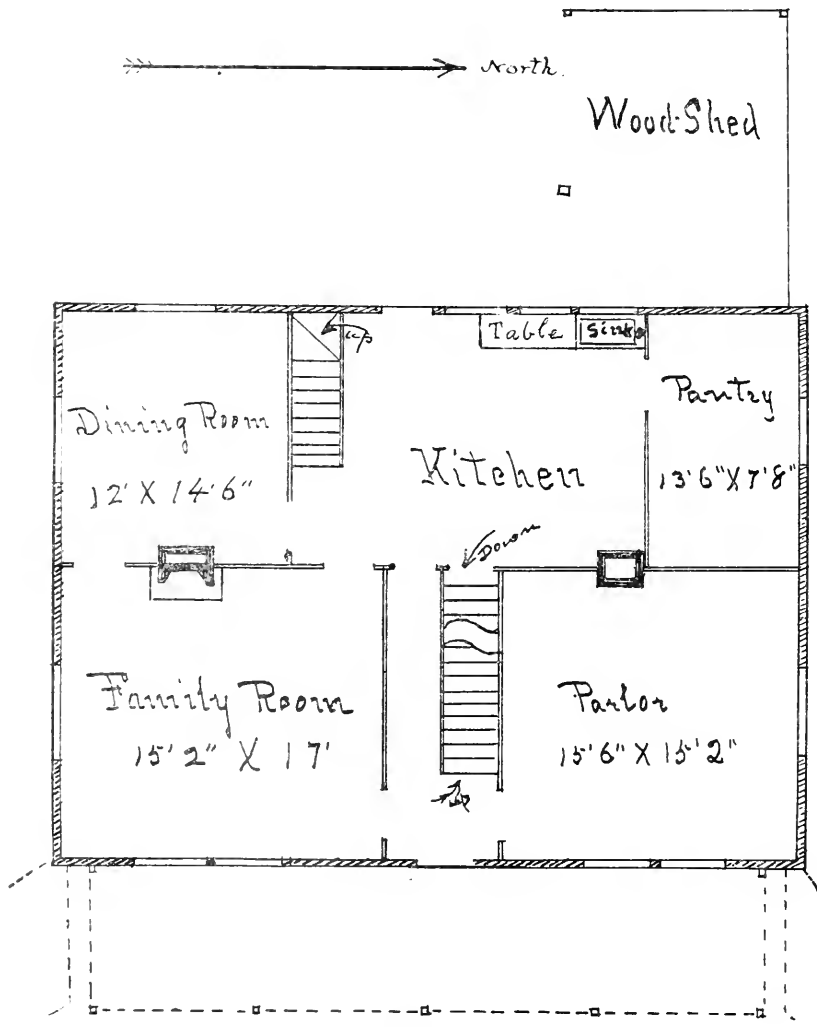 North.
Wood-Shed
up
Table
Sink
Pantry
13'6" X 7'8"
Dining Room
12' X 14'6"
Kitchen
Down
Family Room
15'2" X 17'
Parlor
15'6" X 15'2"
up